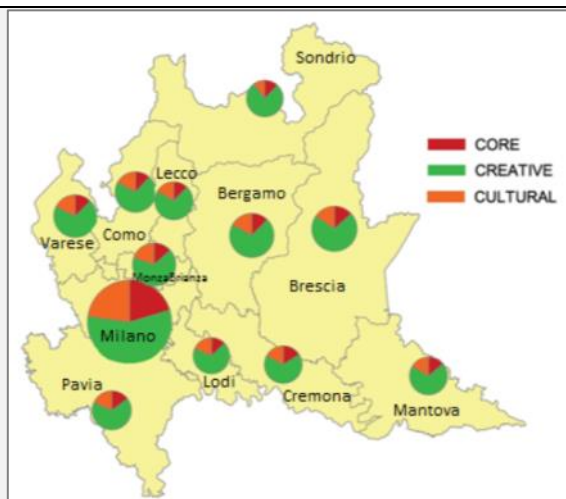 Sondrio
CORE
CREATIVE
CULTURAL
Lecco
Bergamo
Varese
Como
MonzaBrianza
Brescia
Milano
Pavia
Lodi
Cremona
Mantova